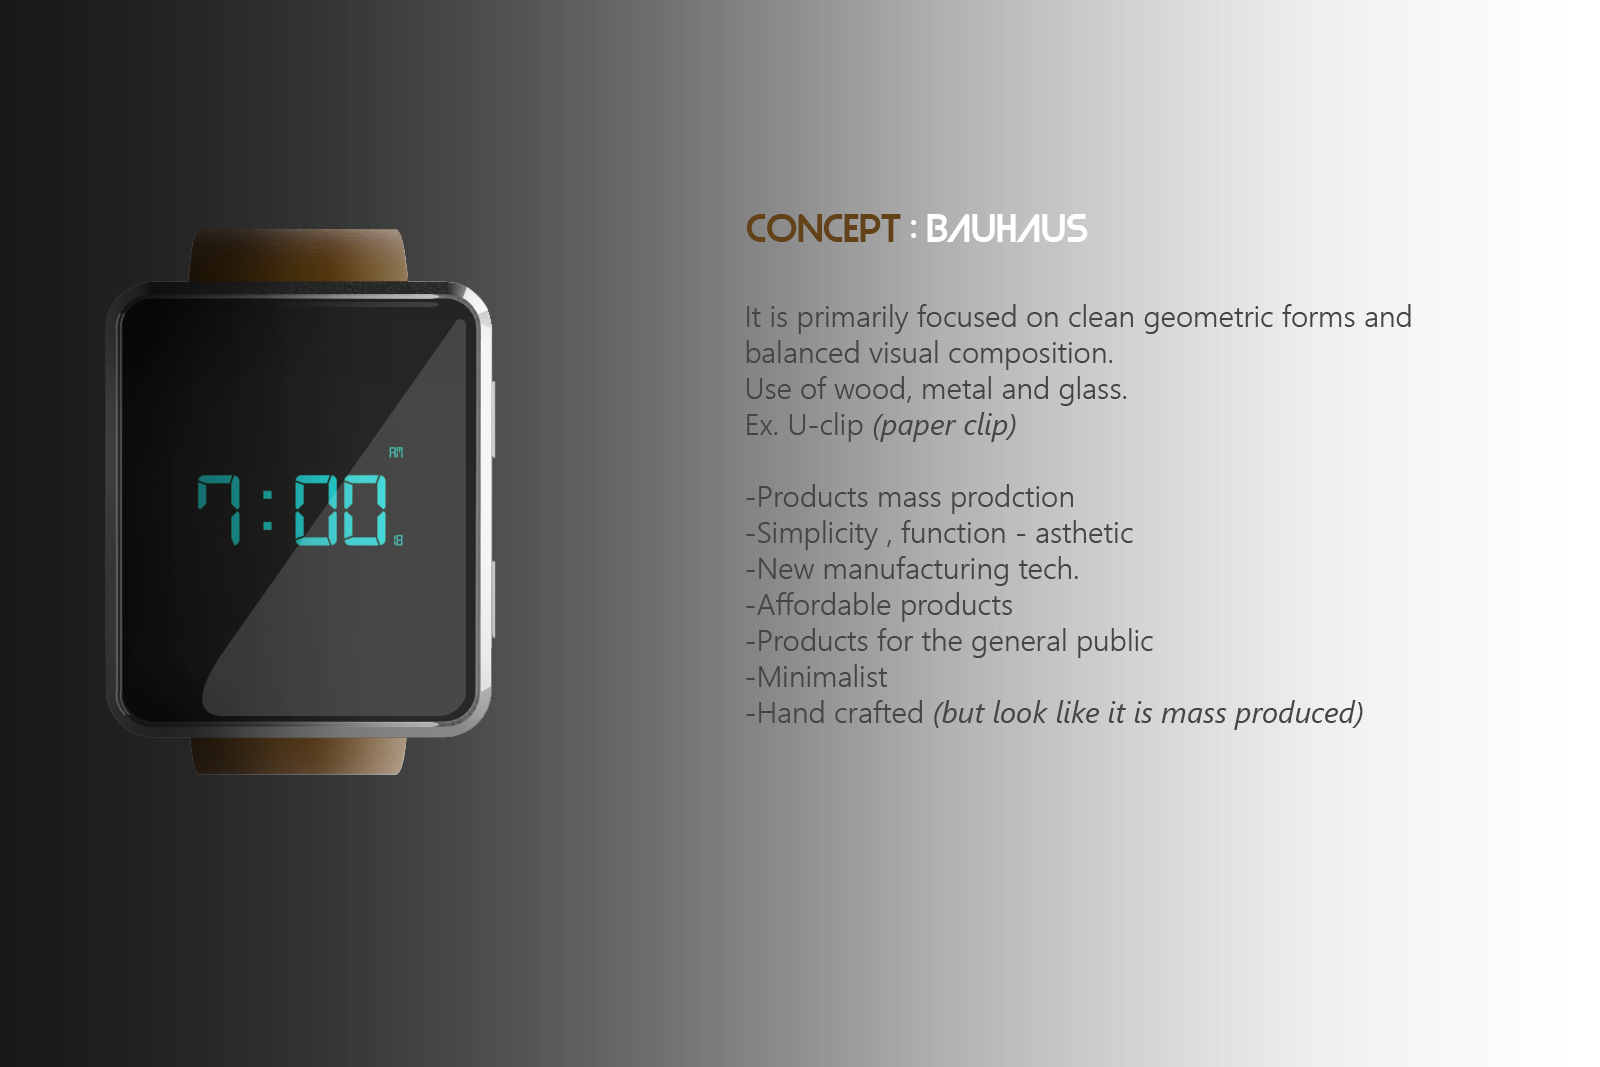 CONCEPT : BAUHAUS
It is primarily focused on clean geometric forms and
balanced visual composition.
Use of wood, metal and glass.
Ex. U-clip (paper clip)
-Products mass prodction
-Simplicity , function - asthetic
-New manufacturing tech.
-Affordable products
-Products for the general public
-Minimalist
-Hand crafted (but look like it is mass produced)
AM
7:00
18